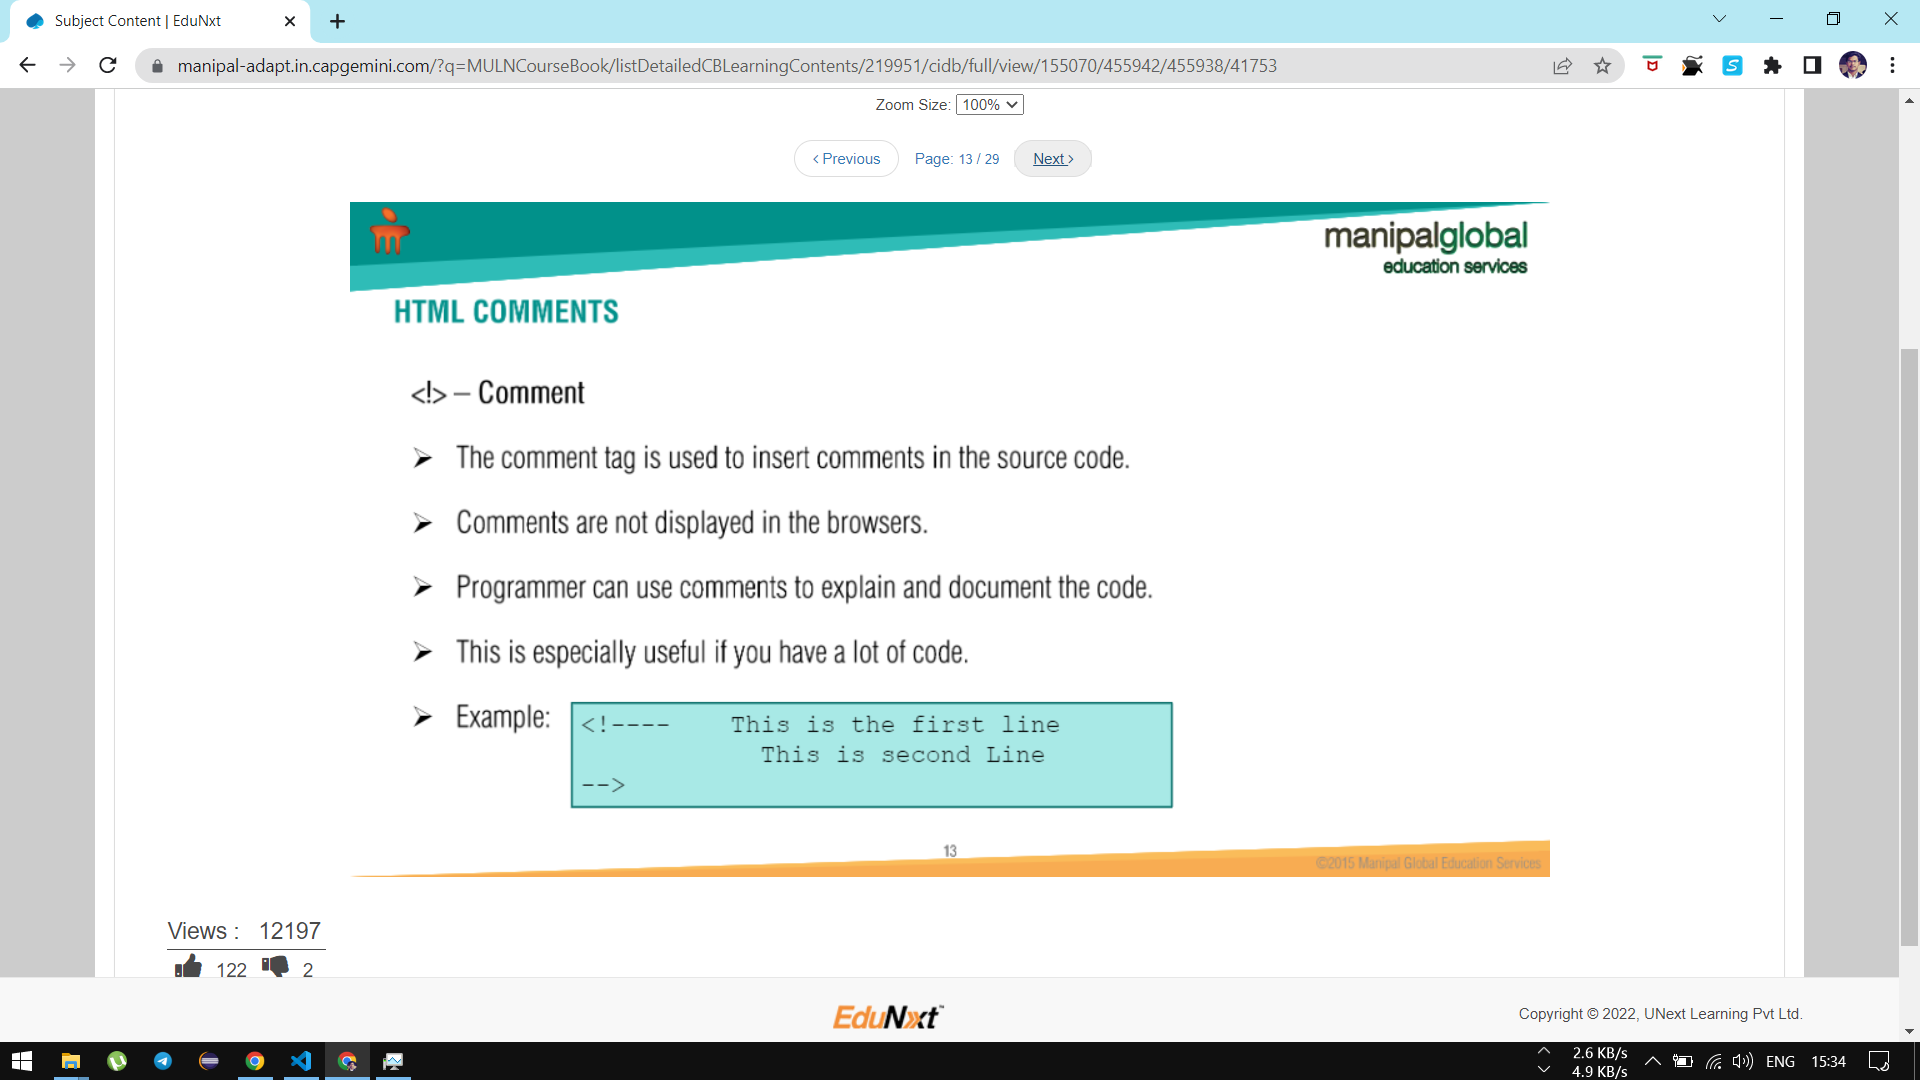 Subject Content | EduNxt
manipal-adapt.in.capgemini.com/?q=MULNCourseBook/listDetailedCBLearningContents/219951/cidb/full/view/155070/455942/455938/41753
Zoom Size: 100%
‹ Previous Page: 13 / 29 Next ›
manipalglobal
education services
HTML COMMENTS
<!> – Comment
➢ The comment tag is used to insert comments in the source code.
➢ Comments are not displayed in the browsers.
➢ Programmer can use comments to explain and document the code.
➢ This is especially useful if you have a lot of code.
➢ Example:
<!---- This is the first line
This is second Line
-->
13
©2015 Manipal Global Education Services
Views : 12197
122 2
EduNxt™
Copyright © 2022, UNext Learning Pvt Ltd.
2.6 KB/s
4.9 KB/s
ENG 15:34